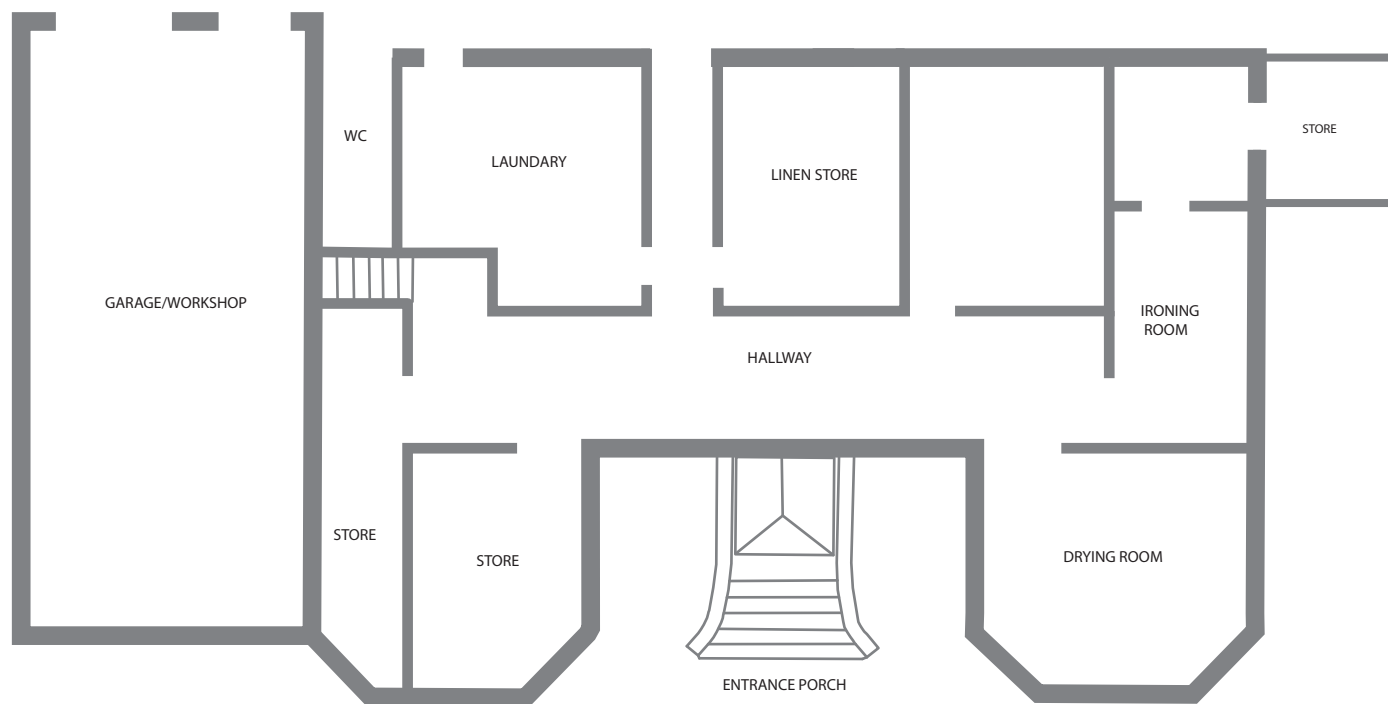 WC
LAUNDARY
LINEN STORE
STORE
GARAGE/WORKSHOP
IRONING
ROOM
HALLWAY
STORE
STORE
DRYING ROOM
ENTRANCE PORCH